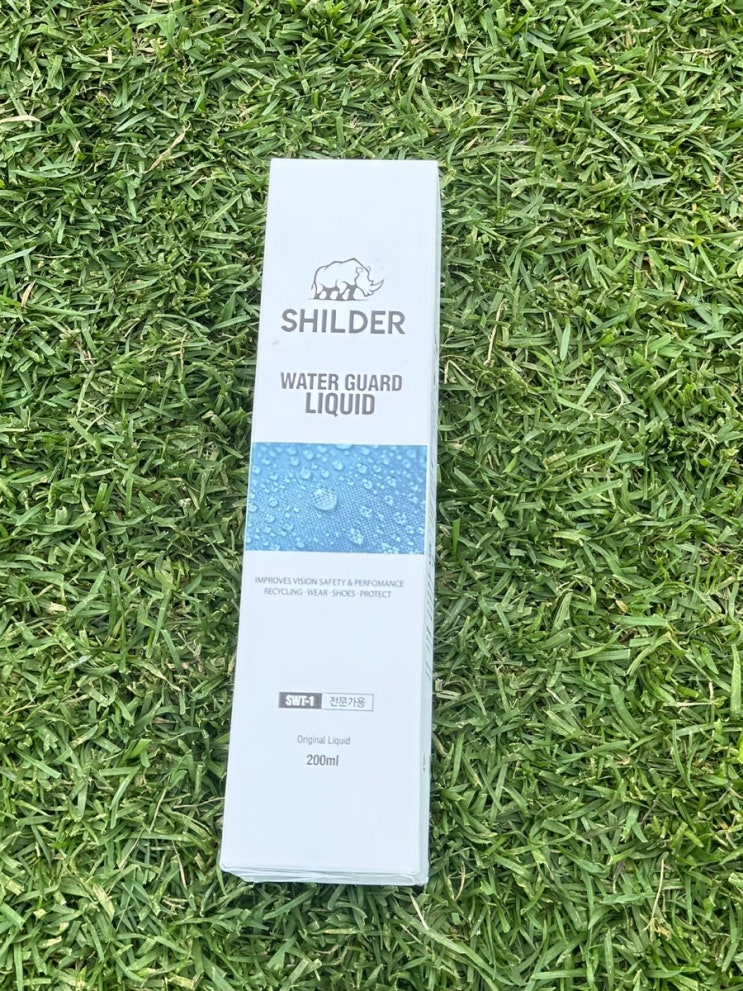 SHILDER
WATER GUARD
LIQUID
IMPROVES VISION SAFETY & PERFOMANCE
RECYCLING · WEAR · SHOES · PROTECT
SWT-1 전문가용
Original Liquid
200ml